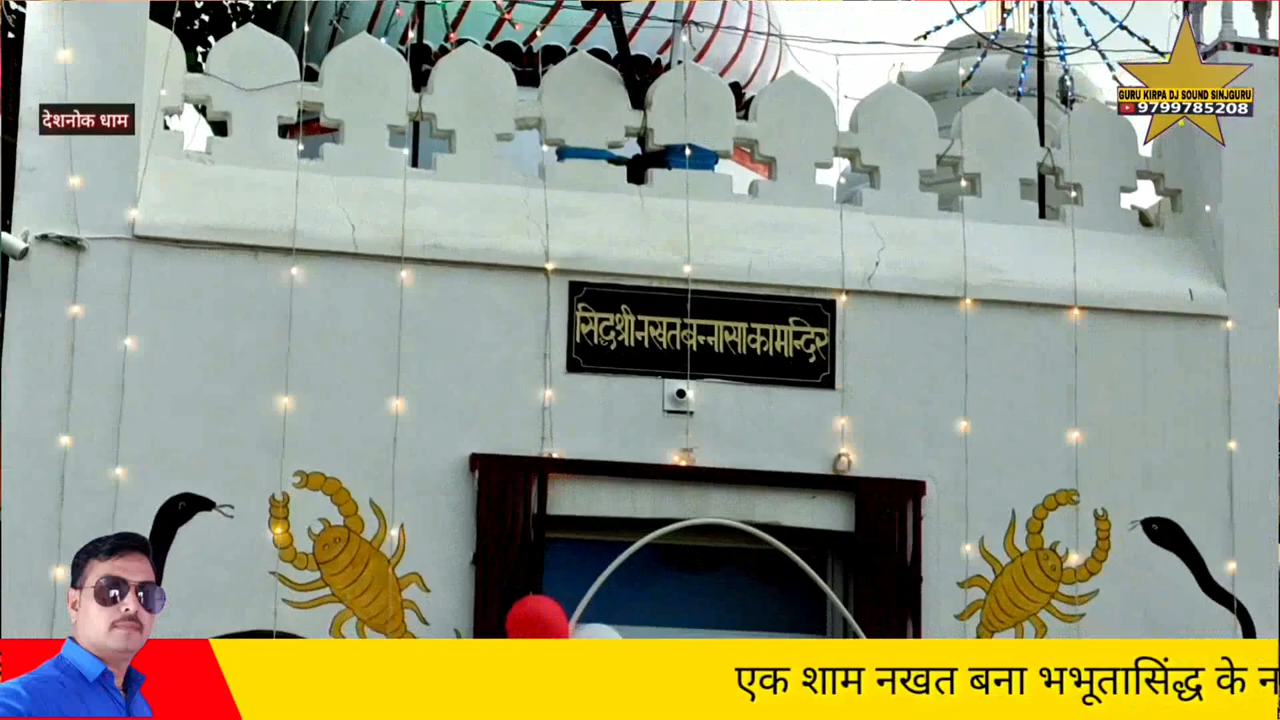 देशनोक धाम
GURU KIRPA DJ SOUND SINJGURU
9799785208
सिद्धश्रीनखतबन्नासाकामन्दिर
एक शाम नखत बना भभूतासिंद्ध के न